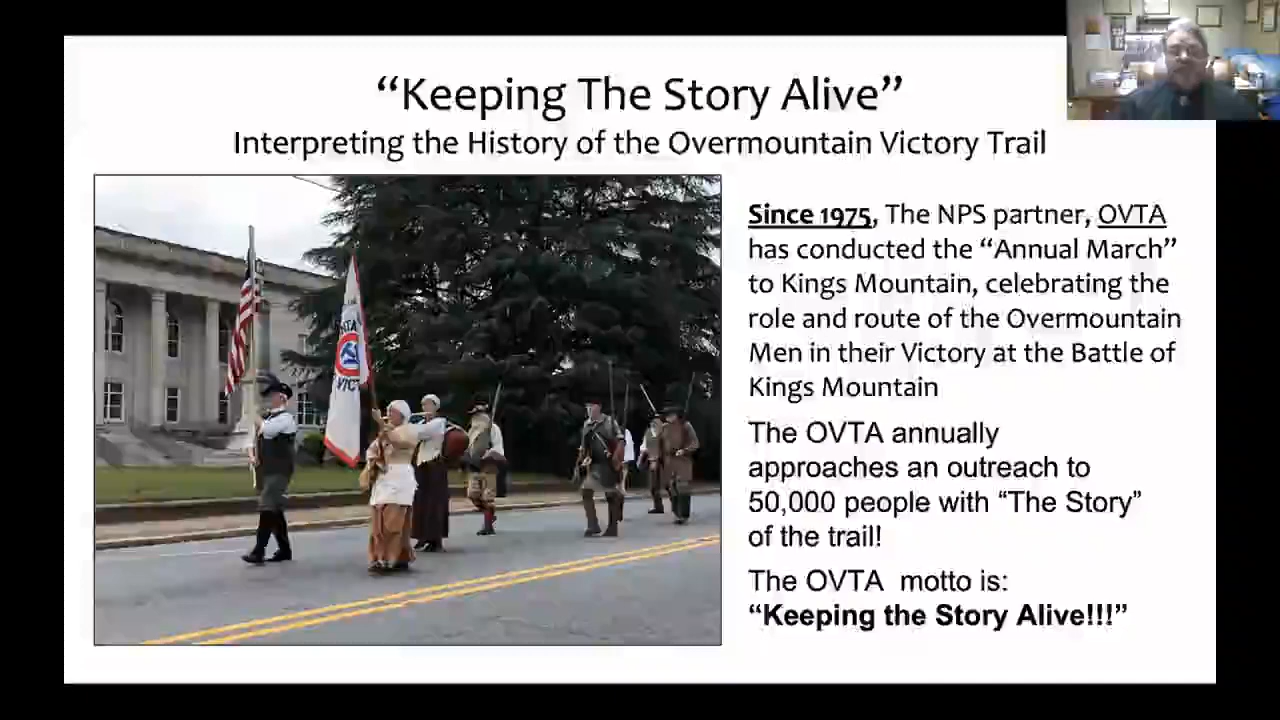 “Keeping The Story Alive”
Interpreting the History of the Overmountain Victory Trail
Since 1975, The NPS partner, OVTA
has conducted the “Annual March”
to Kings Mountain, celebrating the
role and route of the Overmountain
Men in their Victory at the Battle of
Kings Mountain
The OVTA annually
approaches an outreach to
50,000 people with “The Story”
of the trail!
The OVTA motto is:
“Keeping the Story Alive!!!”